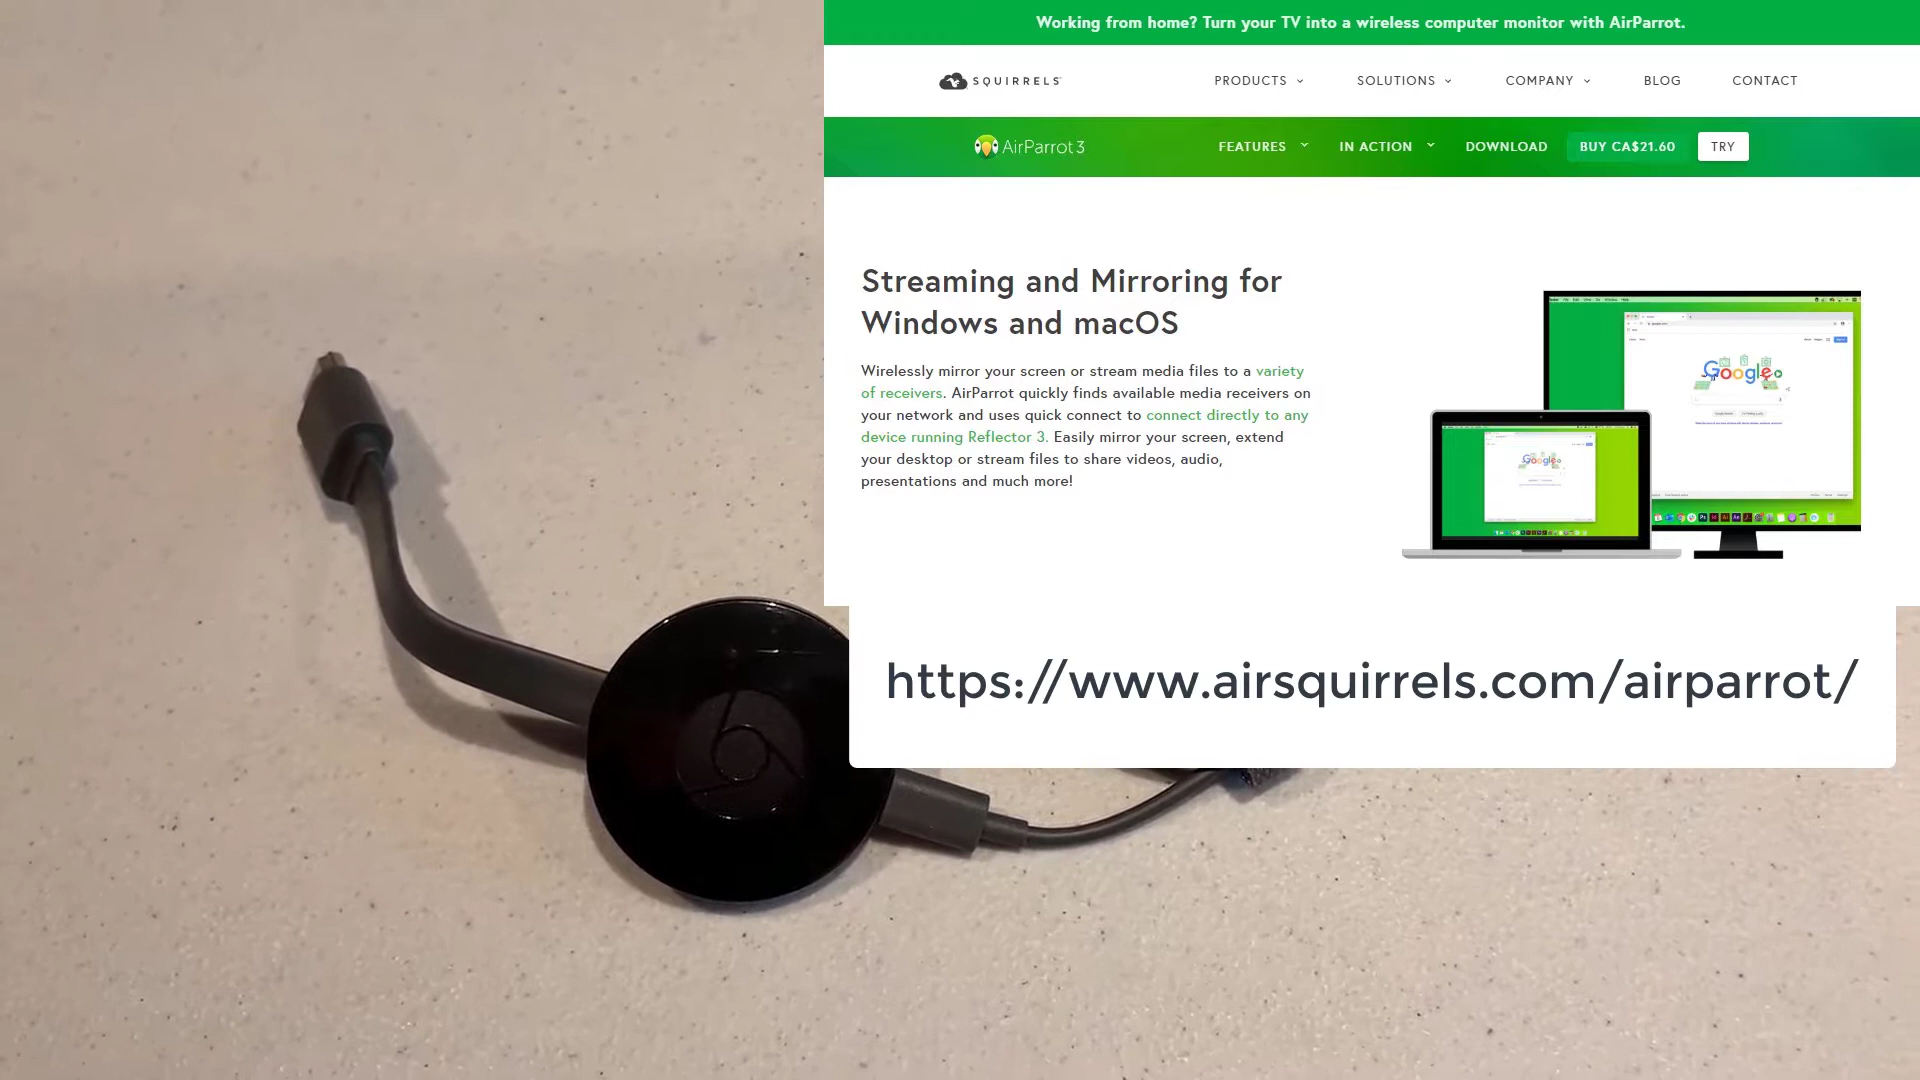 Working from home? Turn your TV into a wireless computer monitor with AirParrot.
SQUIRRELS
PRODUCTS
SOLUTIONS
COMPANY
BLOG
CONTACT
AirParrot 3
FEATURES
IN ACTION
DOWNLOAD
BUY CA$21.60
TRY
Streaming and Mirroring for
Windows and macOS
Wirelessly mirror your screen or stream media files to a variety
of receivers. AirParrot quickly finds available media receivers on
your network and uses quick connect to connect directly to any
device running Reflector 3. Easily mirror your screen, extend
your desktop or stream files to share videos, audio,
presentations and much more!
Google
Google
https://www.airsquirrels.com/airparrot/